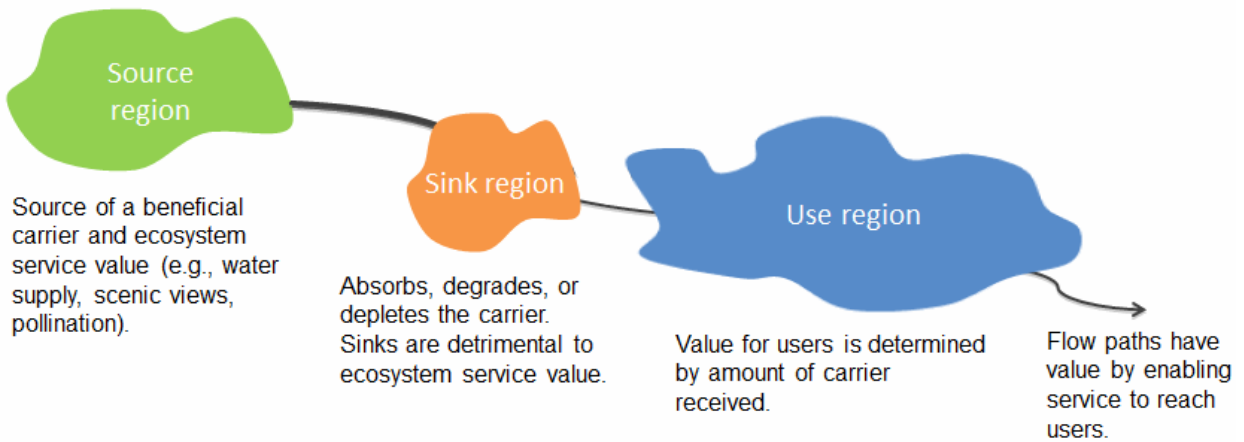 Source
region
Source of a beneficial
carrier and ecosystem
service value (e.g., water
supply, scenic views,
pollination).
Sink region
Absorbs, degrades, or
depletes the carrier.
Sinks are detrimental to
ecosystem service value.
Use region
Value for users is determined
by amount of carrier
received.
Flow paths have
value by enabling
service to reach
users.